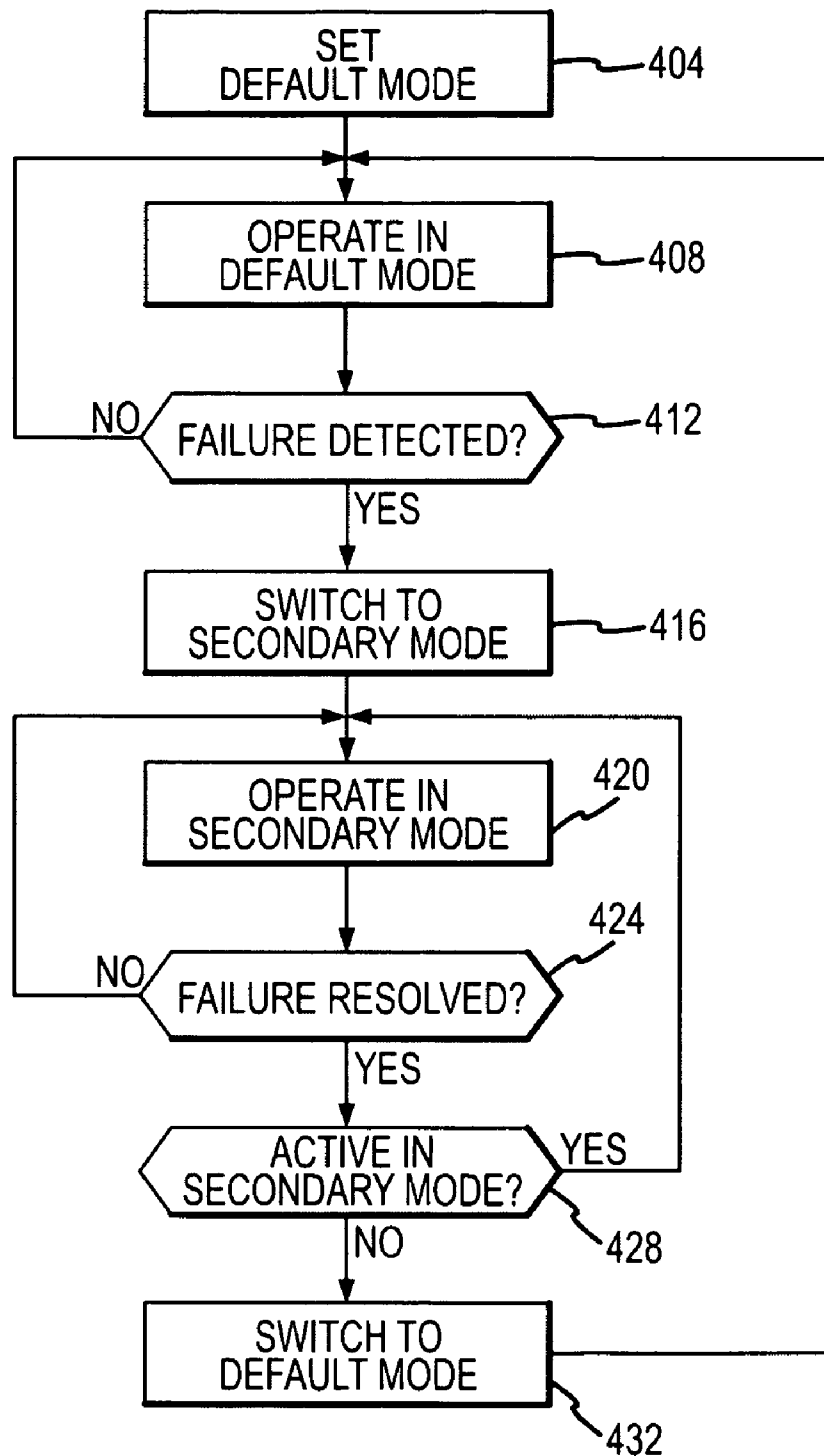 SET
DEFAULT MODE
404
OPERATE IN
DEFAULT MODE
408
NO
FAILURE DETECTED?
412
YES
SWITCH TO
SECONDARY MODE
416
OPERATE IN
SECONDARY MODE
420
NO
FAILURE RESOLVED?
424
YES
ACTIVE IN
SECONDARY MODE?
YES
428
NO
SWITCH TO
DEFAULT MODE
432